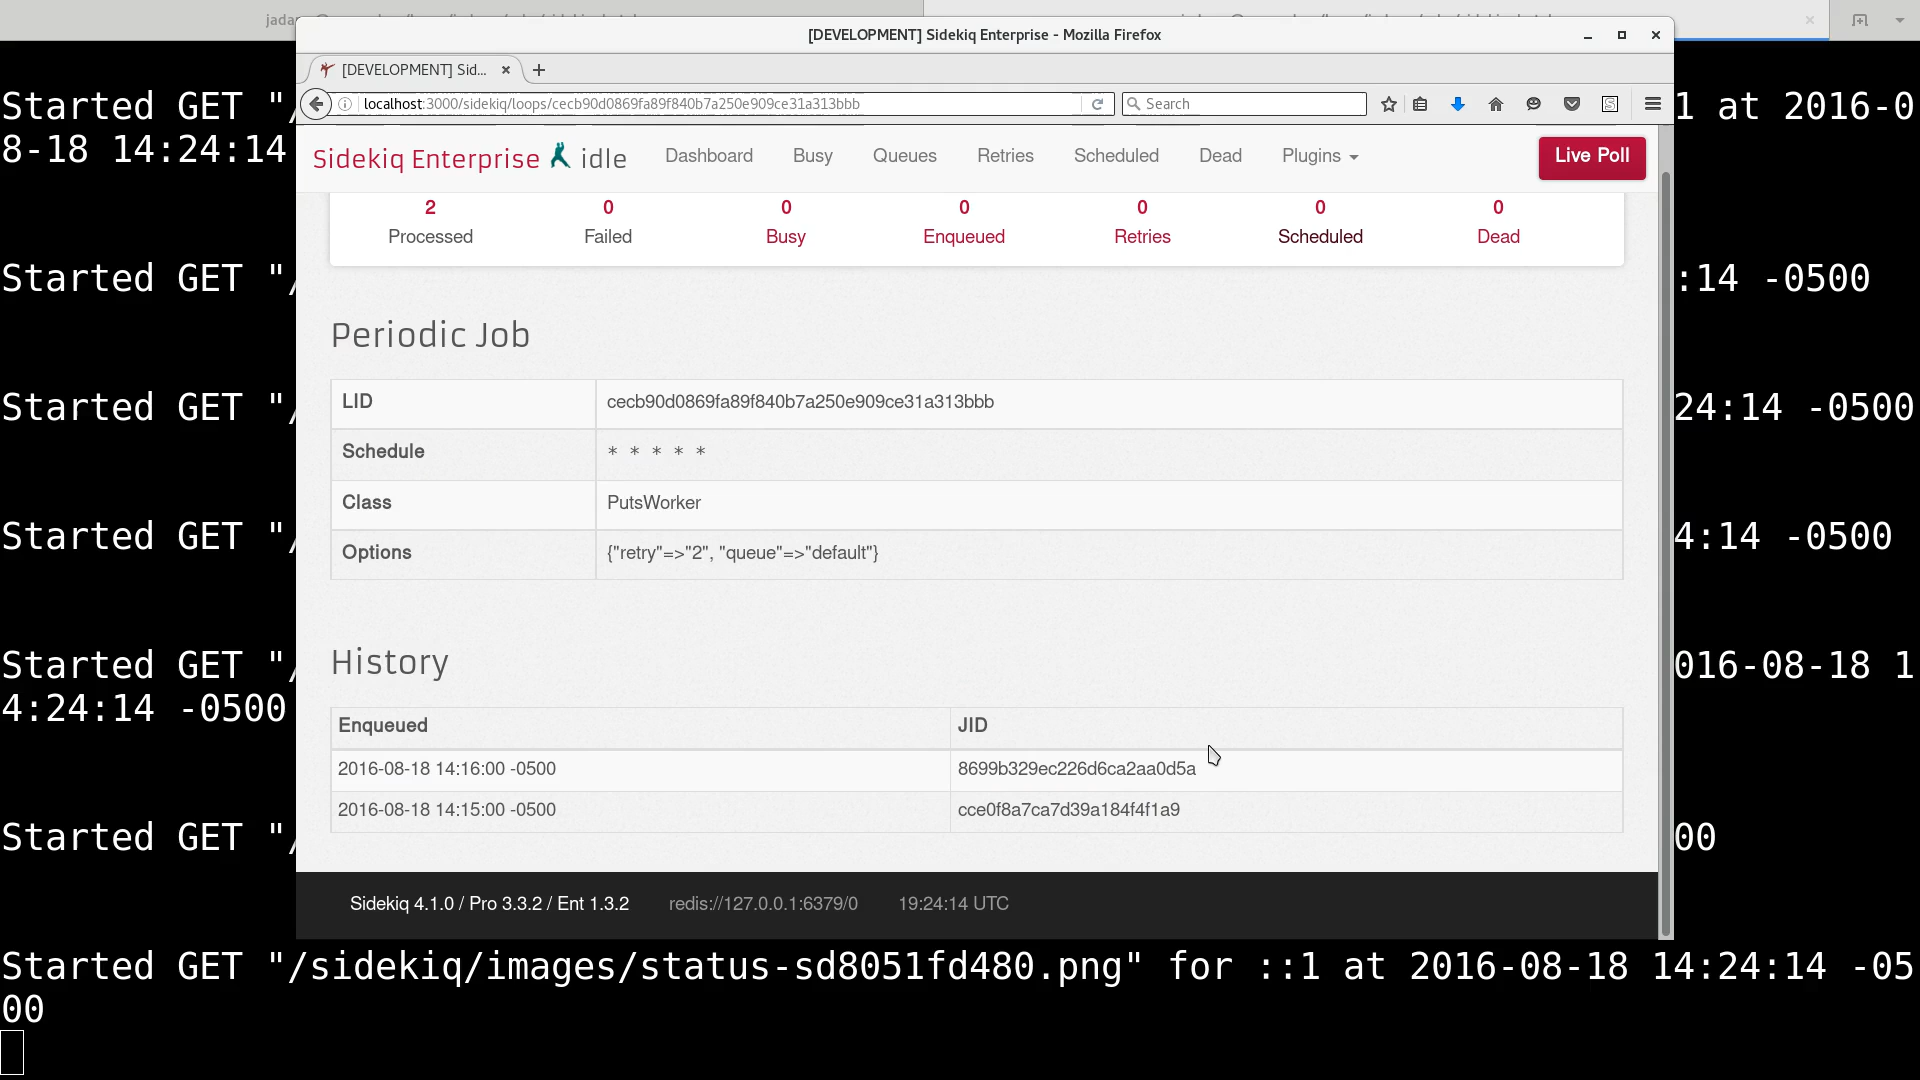 [DEVELOPMENT] Sidekiq Enterprise - Mozilla Firefox
[DEVELOPMENT] Sid...
localhost:3000/sidekiq/loops/cecb90d0869fa89f840b7a250e909ce31a313bbb
Search
Sidekiq Enterprise idle Dashboard Busy Queues Retries Scheduled Dead Plugins Live Poll
2 0 0 0 0 0 0
Processed Failed Busy Enqueued Retries Scheduled Dead
Periodic Job
LID cecb90d0869fa89f840b7a250e909ce31a313bbb
Schedule * * * * *
Class PutsWorker
Options {"retry"=>"2", "queue"=>"default"}
History
Enqueued JID
2016-08-18 14:16:00 -0500 8699b329ec226d6ca2aa0d5a
2016-08-18 14:15:00 -0500 cce0f8a7ca7d39a184f4f1a9
Sidekiq 4.1.0 / Pro 3.3.2 / Ent 1.3.2 redis://127.0.0.1:6379/0 19:24:14 UTC
Started GET "/ 1 at 2016-0
8-18 14:24:14
Started GET "/ :14 -0500
Started GET "/ 24:14 -0500
Started GET "/ 4:14 -0500
Started GET "/ 016-08-18 1
4:24:14 -0500
Started GET "/ 00
Started GET "/sidekiq/images/status-sd8051fd480.png" for ::1 at 2016-08-18 14:24:14 -05
00